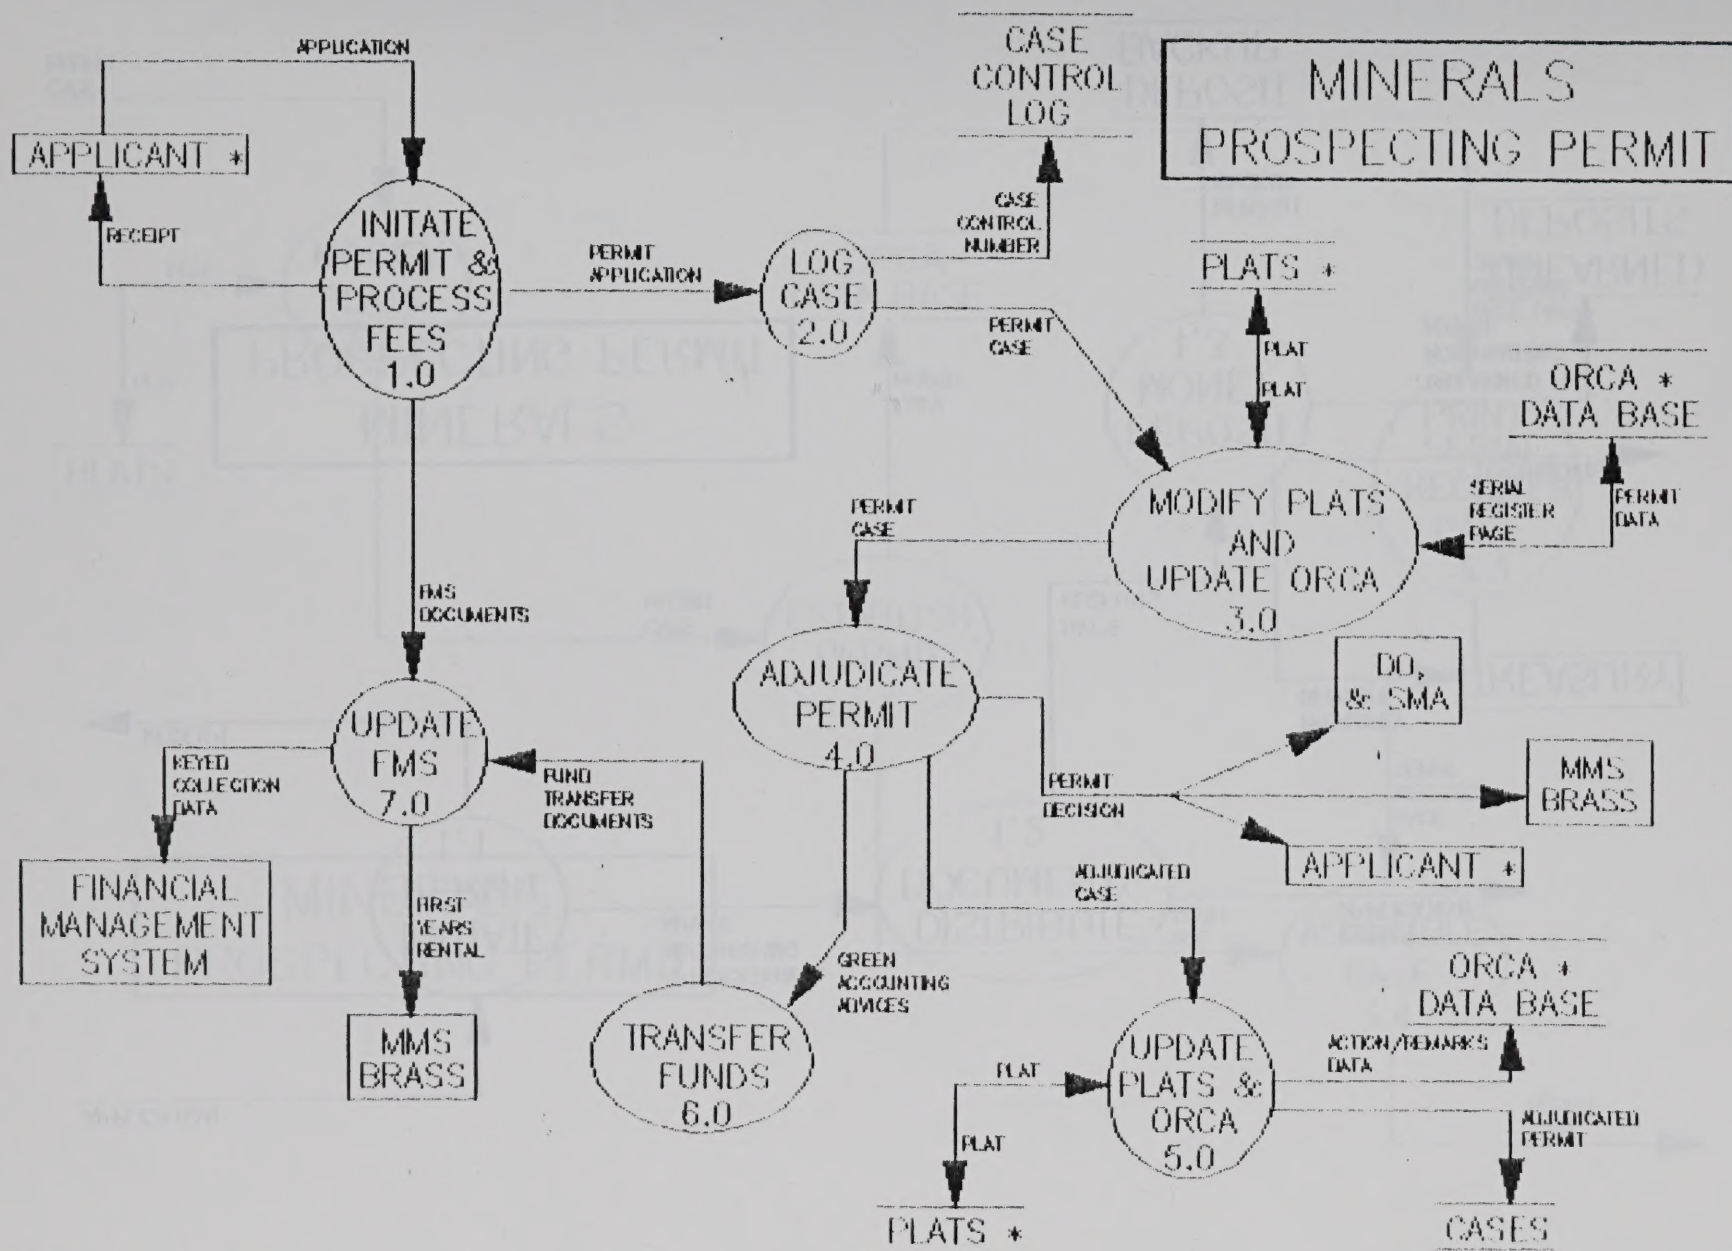 APPLICATION
CASE
CONTROL
LOG
MINERALS
PROSPECTING PERMIT
APPLICANT *
RECEIPT
INITATE
PERMIT &
PROCESS
FEES
1.0
PERMIT
APPLICATION
LOG
CASE
2.0
CASE
CONTROL
NUMBER
PERMIT
CASE
PLATS *
PLAT
PLAT
ORCA *
DATA BASE
SERIAL
REGISTER
PAGE
PERMIT
DATA
MODIFY PLATS
AND
UPDATE ORCA
3.0
PERMIT
CASE
FMS
DOCUMENTS
ADJUDICATE
PERMIT
4.0
DO,
& SMA
PERMIT
DECISION
MMS
BRASS
APPLICANT *
UPDATE
FMS
7.0
KEYED
COLLECTION
DATA
FUND
TRANSFER
DOCUMENTS
FINANCIAL
MANAGEMENT
SYSTEM
FIRST
YEARS
RENTAL
MMS
BRASS
GREEN
ACCOUNTING
ADVICES
TRANSFER
FUNDS
6.0
ADJUDICATED
CASE
UPDATE
PLATS &
ORCA
5.0
ORCA *
DATA BASE
ACTION/REMARKS
DATA
PLAT
PLAT
PLATS *
ADJUDICATED
PERMIT
CASES